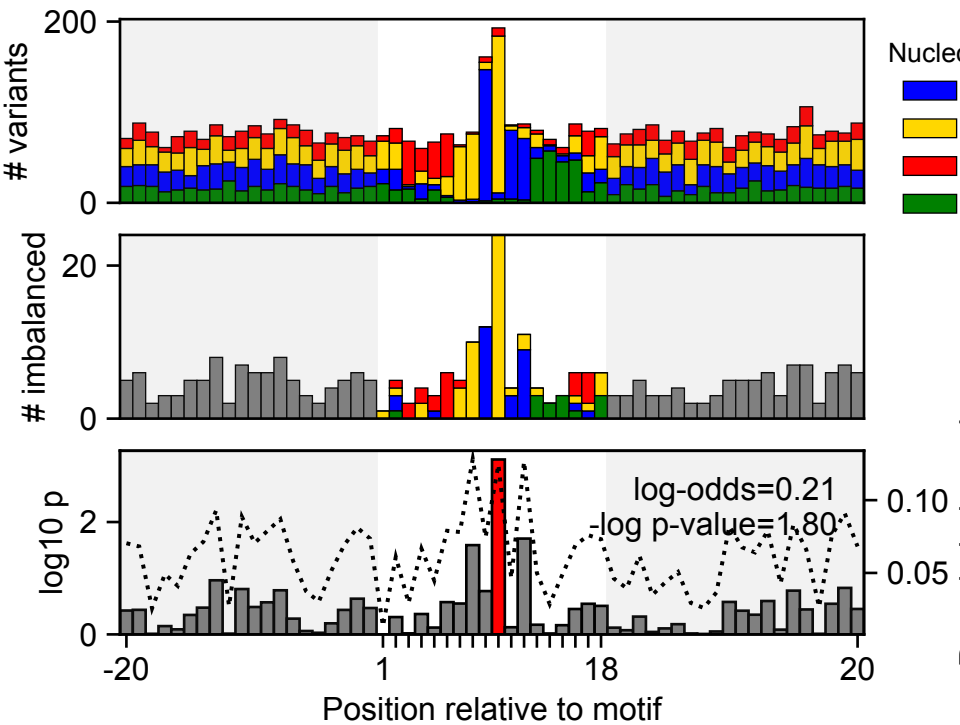 # variants
200
0
Nucleo
# imbalanced
20
0
log10 p
2
0
log-odds=0.21
-log p-value=1.80
0.10
0.05
-20
1
18
20
Position relative to motif